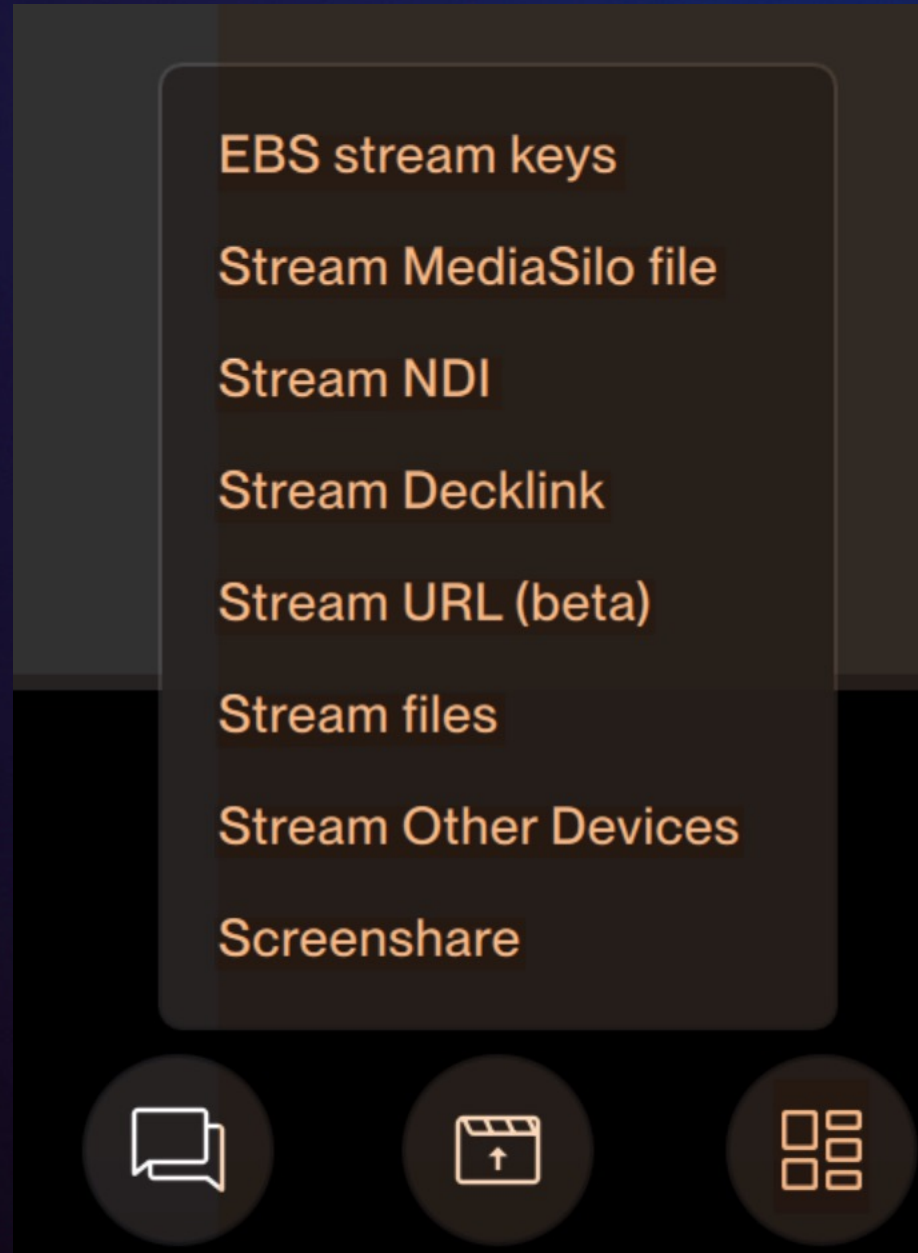 EBS stream keys
Stream MediaSilo file
Stream NDI
Stream Decklink
Stream URL (beta)
Stream files
Stream Other Devices
Screenshare